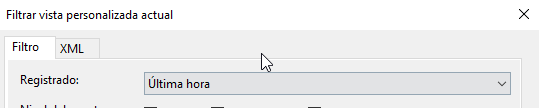 Filtrar vista personalizada actual
Filtro XML
Registrado: Última hora